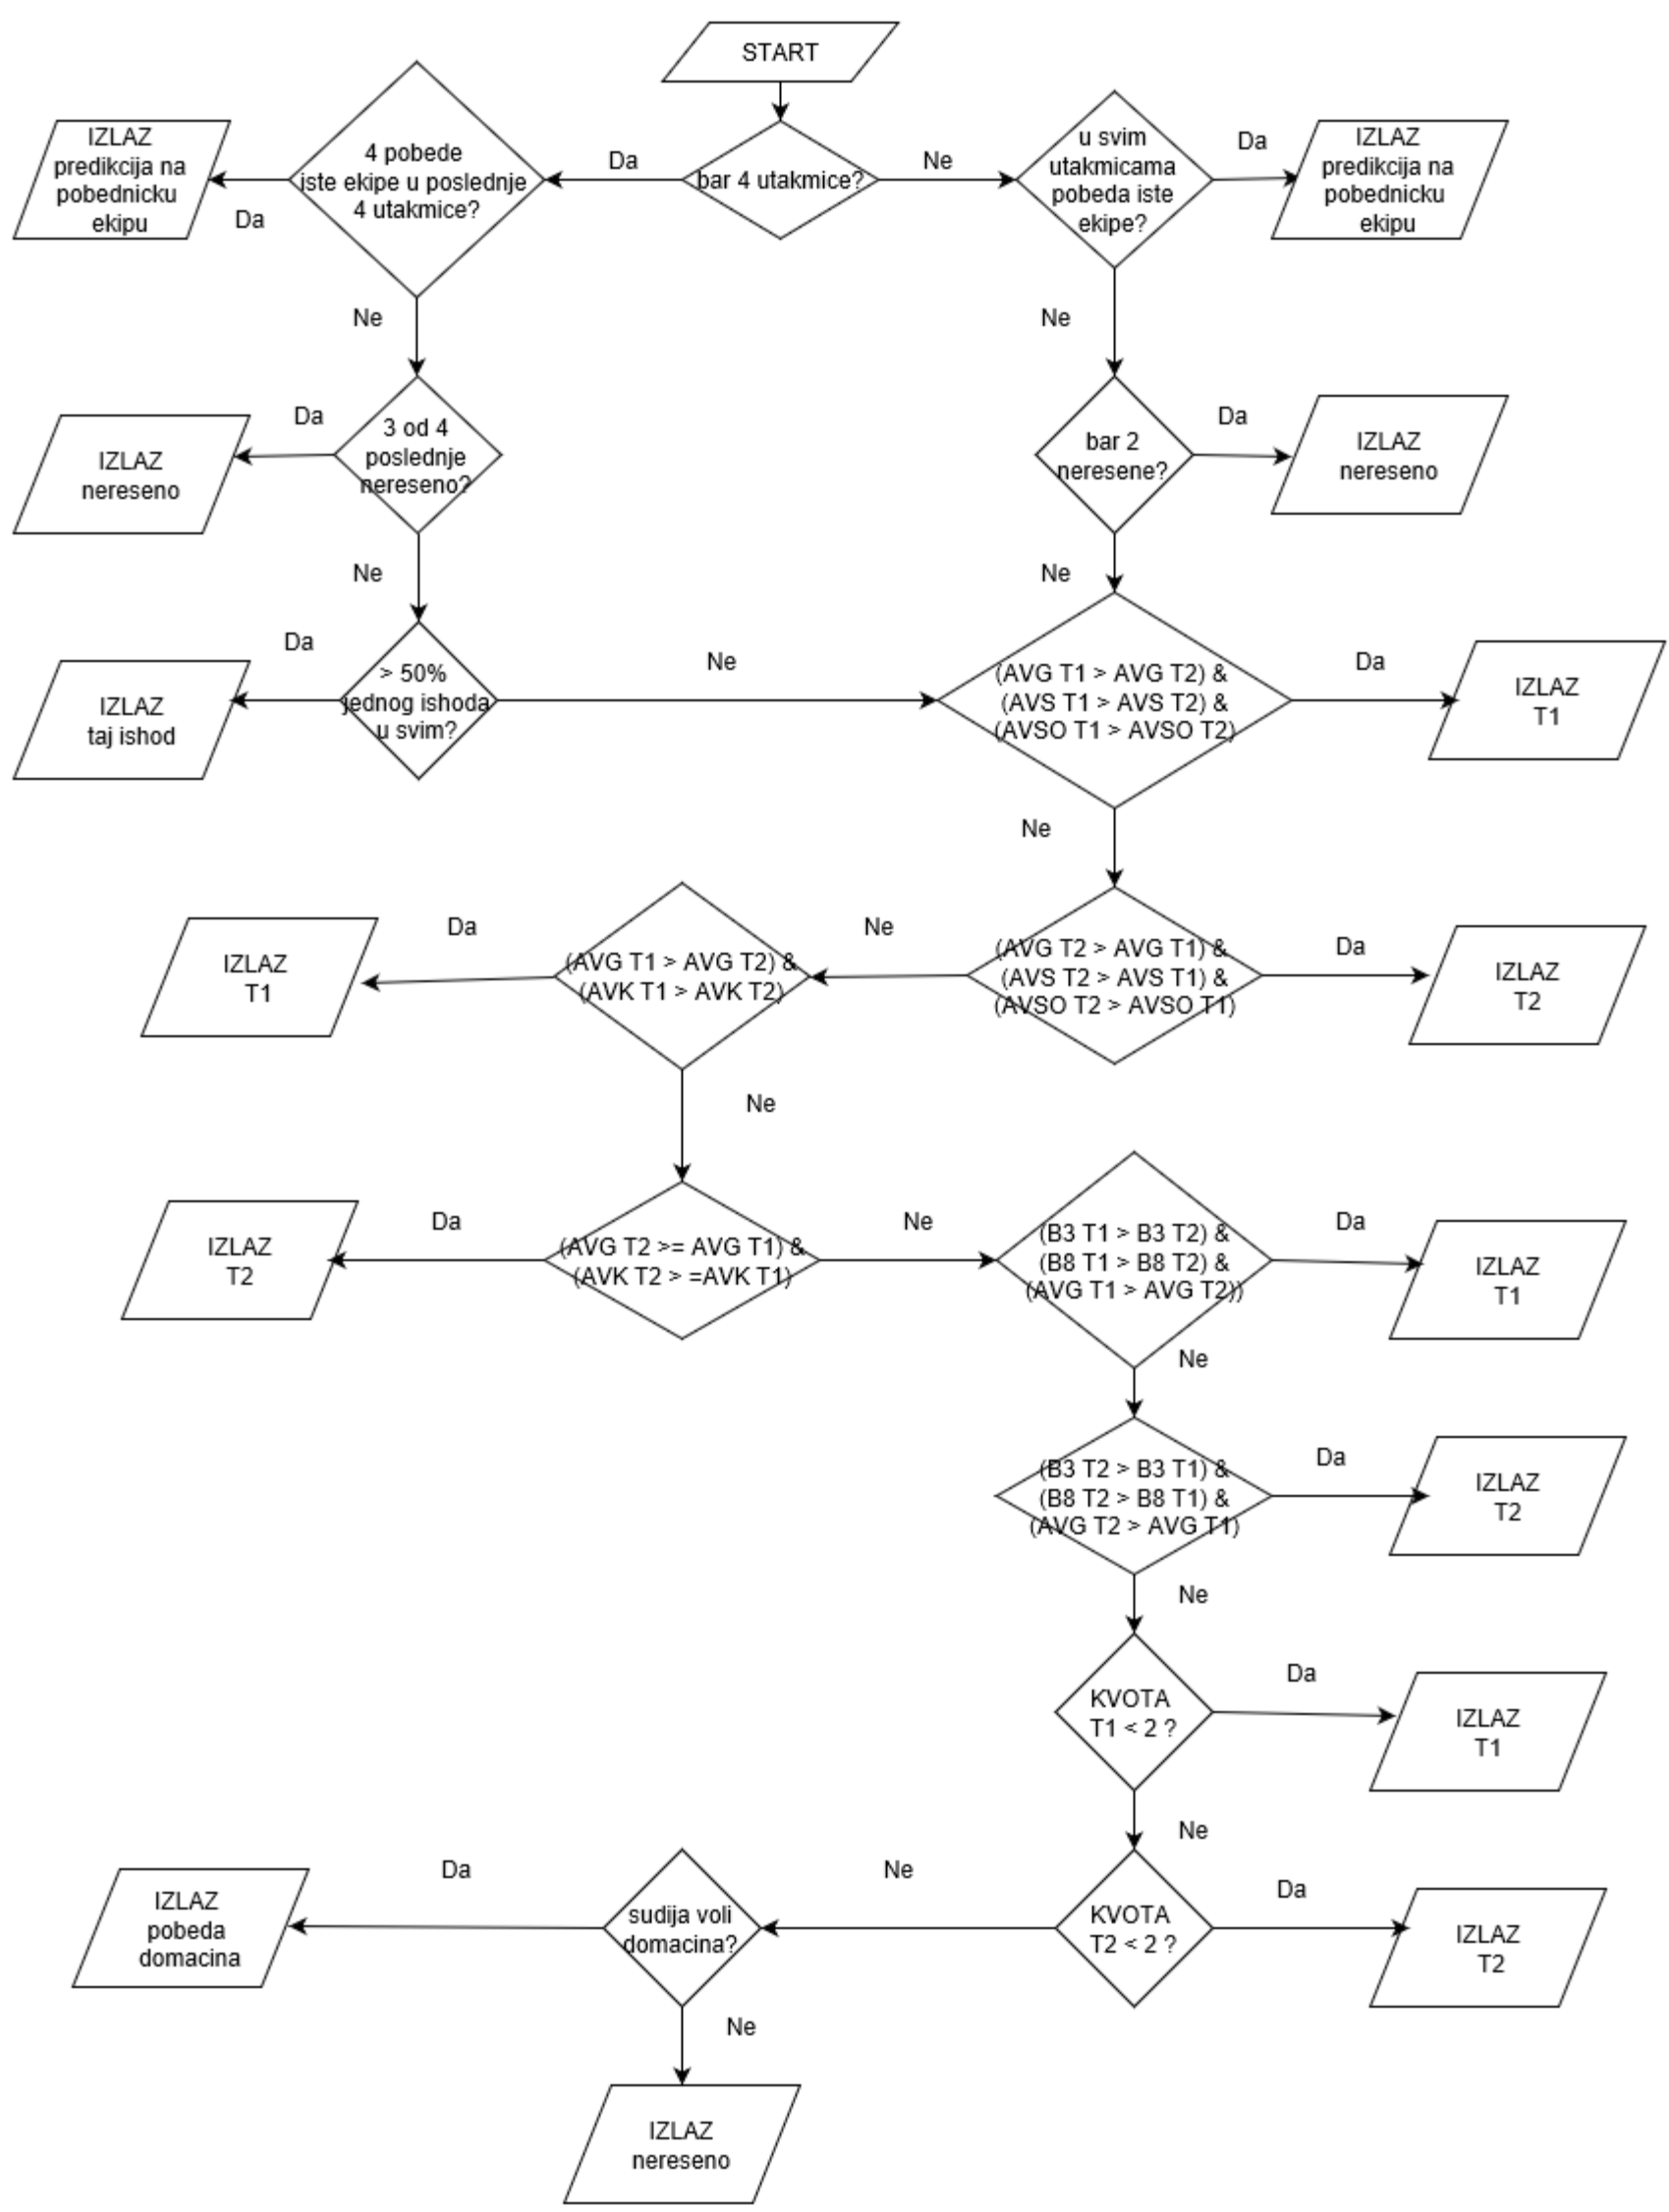 START
IZLAZ
predikcija na
pobednicku
ekipu
Da
4 pobede
iste ekipe u poslednje
4 utakmice?
Da
bar 4 utakmice?
Ne
u svim
utakmicama
pobeda iste
ekipe?
Da
IZLAZ
predikcija na
pobednicku
ekipu
Ne
Ne
IZLAZ
nereseno
Da
3 od 4
poslednje
nereseno?
bar 2
neresene?
Da
IZLAZ
nereseno
Ne
Ne
IZLAZ
taj ishod
Da
> 50%
jednog ishoda
u svim?
Ne
(AVG T1 > AVG T2) &
(AVS T1 > AVS T2) &
(AVSO T1 > AVSO T2)
Da
IZLAZ
T1
Ne
IZLAZ
T1
Da
(AVG T1 > AVG T2) &
(AVK T1 > AVK T2)
Ne
(AVG T2 > AVG T1) &
(AVS T2 > AVS T1) &
(AVSO T2 > AVSO T1)
Da
IZLAZ
T2
Ne
IZLAZ
T2
Da
(AVG T2 >= AVG T1) &
(AVK T2 > =AVK T1)
Ne
(B3 T1 > B3 T2) &
(B8 T1 > B8 T2) &
(AVG T1 > AVG T2))
Da
IZLAZ
T1
Ne
(B3 T2 > B3 T1) &
(B8 T2 > B8 T1) &
(AVG T2 > AVG T1)
Da
IZLAZ
T2
Ne
KVOTA
T1 < 2 ?
Da
IZLAZ
T1
Ne
IZLAZ
pobeda
domacina
Da
sudija voli
domacina?
Ne
KVOTA
T2 < 2 ?
Da
IZLAZ
T2
Ne
IZLAZ
nereseno